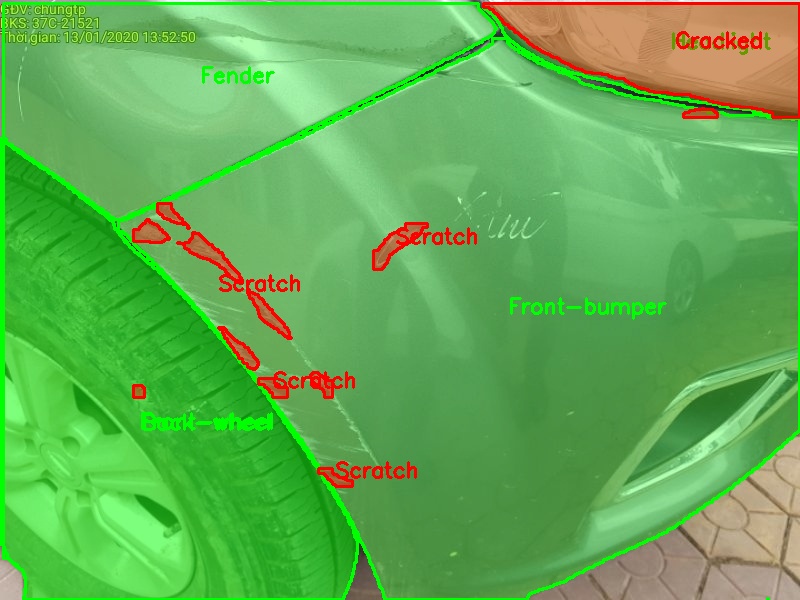 GDV: chungtp
BKS: 37C-21521
Thời gian: 13/01/2020 13:52:50
Cracked
Fender
Scratch
Scratch
Front-bumper
Scratch
Scratch